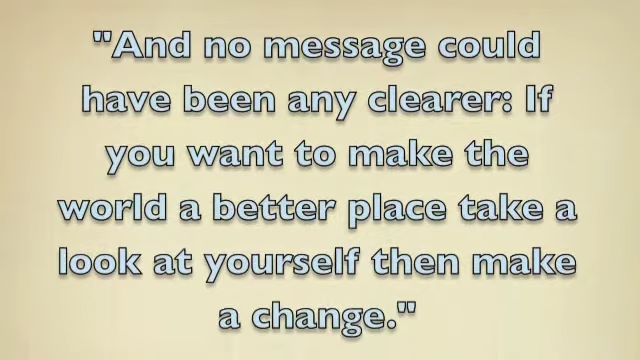 "And no message could
have been any clearer: If
you want to make the
world a better place take a
look at yourself then make
a change."